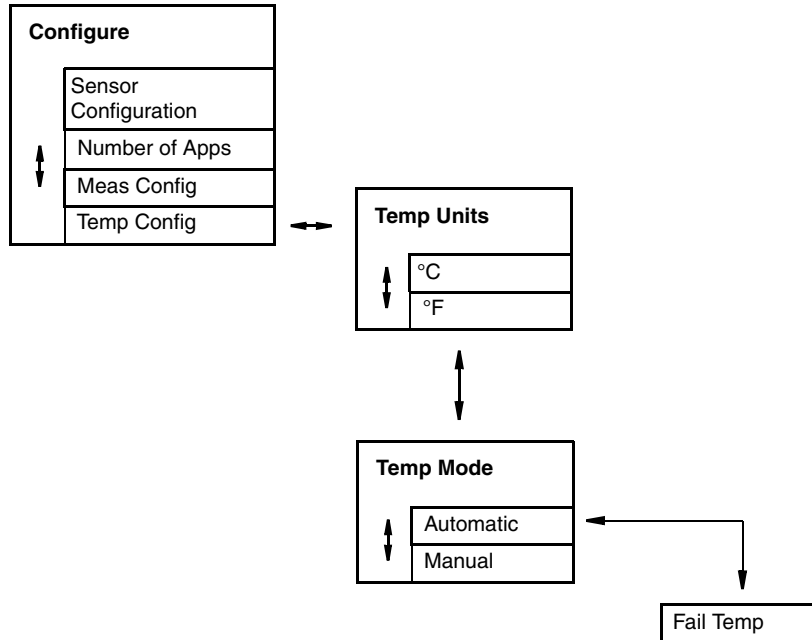 Configure
Sensor
Configuration
Number of Apps
Meas Config
Temp Config
Temp Units
°C
°F
Temp Mode
Automatic
Manual
Fail Temp